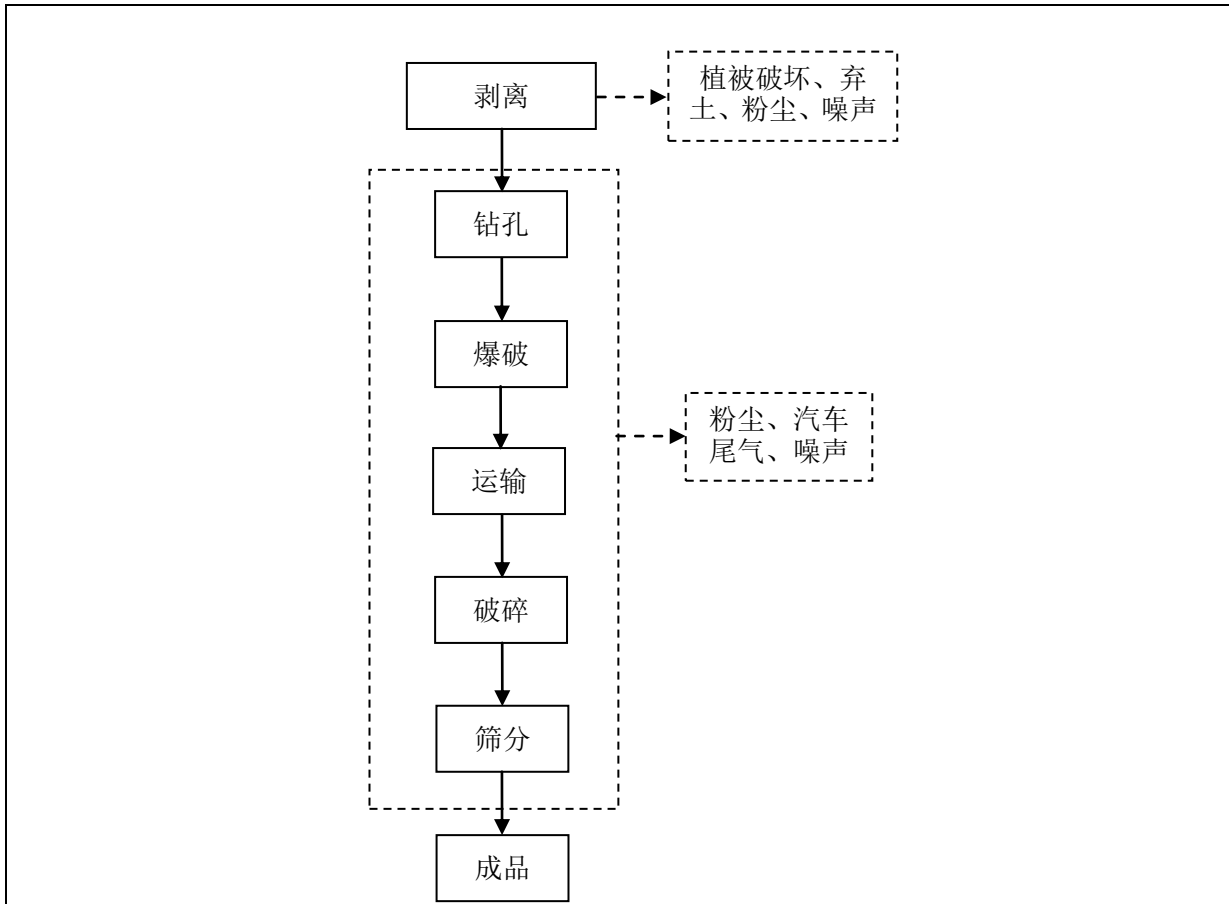 剥离
植被破坏、弃
土、粉尘、噪声
钻孔
爆破
粉尘、汽车
尾气、噪声
运输
破碎
筛分
成品